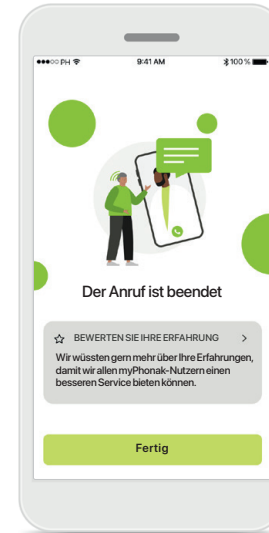 PH 9:41 AM 100 %
Der Anruf ist beendet
BEWERTEN SIE IHRE ERFAHRUNG
Wir wüssten gern mehr über Ihre Erfahrungen,
damit wir allen myPhonak-Nutzern einen
besseren Service bieten können.
Fertig